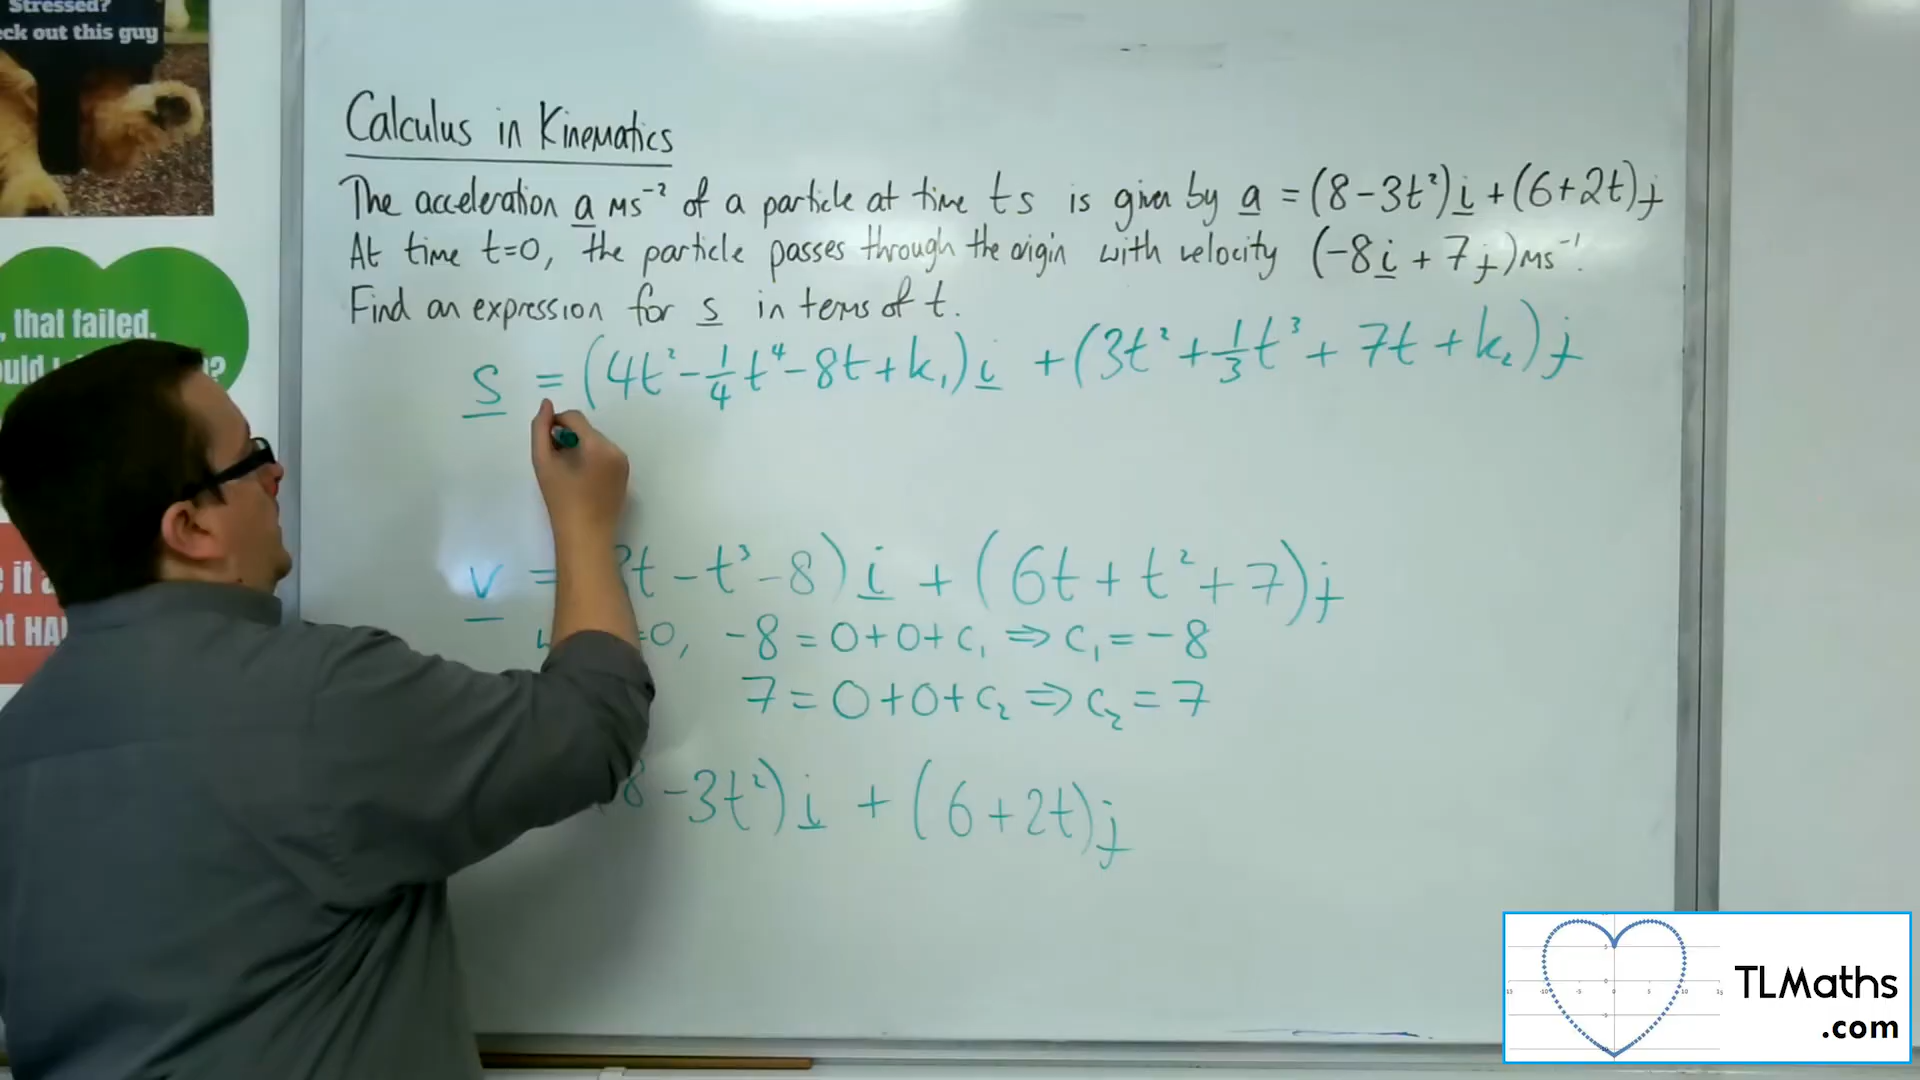 Stressed?
ck out this guy
, that failed.
Calculus in Kinematics
The acceleration a ms⁻² of a particle at time t s is given by a = (8-3t²)i + (6+2t)j
At time t=0, the particle passes through the origin with velocity (-8i + 7j)ms⁻¹.
Find an expression for s in terms of t.
s = (4t² - 1/4 t⁴ - 8t + k₁)i + (3t² + 1/3 t³ + 7t + k₂)j
v = t - t³ - 8)i + (6t + t² + 7)j
=0, -8 = 0+0+c₁ ⇒ c₁ = -8
7 = 0+0+c₂ ⇒ c₂ = 7
8-3t²)i + (6+2t)j
TLMaths
.com